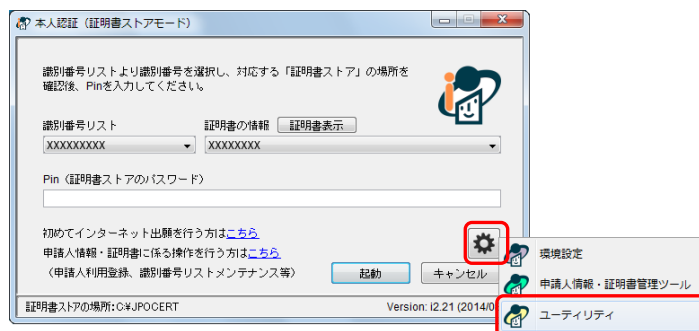 本人認証（証明書ストアモード）
識別番号リストより識別番号を選択し、対応する「証明書ストア」の場所を
確認後、Pinを入力してください。
識別番号リスト 証明書の情報 証明書表示
XXXXXXXXX XXXXXXXX
Pin（証明書ストアのパスワード）
初めてインターネット出願を行う方はこちら
申請人情報・証明書に係る操作を行う方はこちら
（申請人利用登録、識別番号リストメンテナンス等） 起動 キャンセル
証明書ストアの場所:C:¥JPOCERT Version: i2.21 (2014/0
環境設定
申請人情報・証明書管理ツール
ユーティリティ